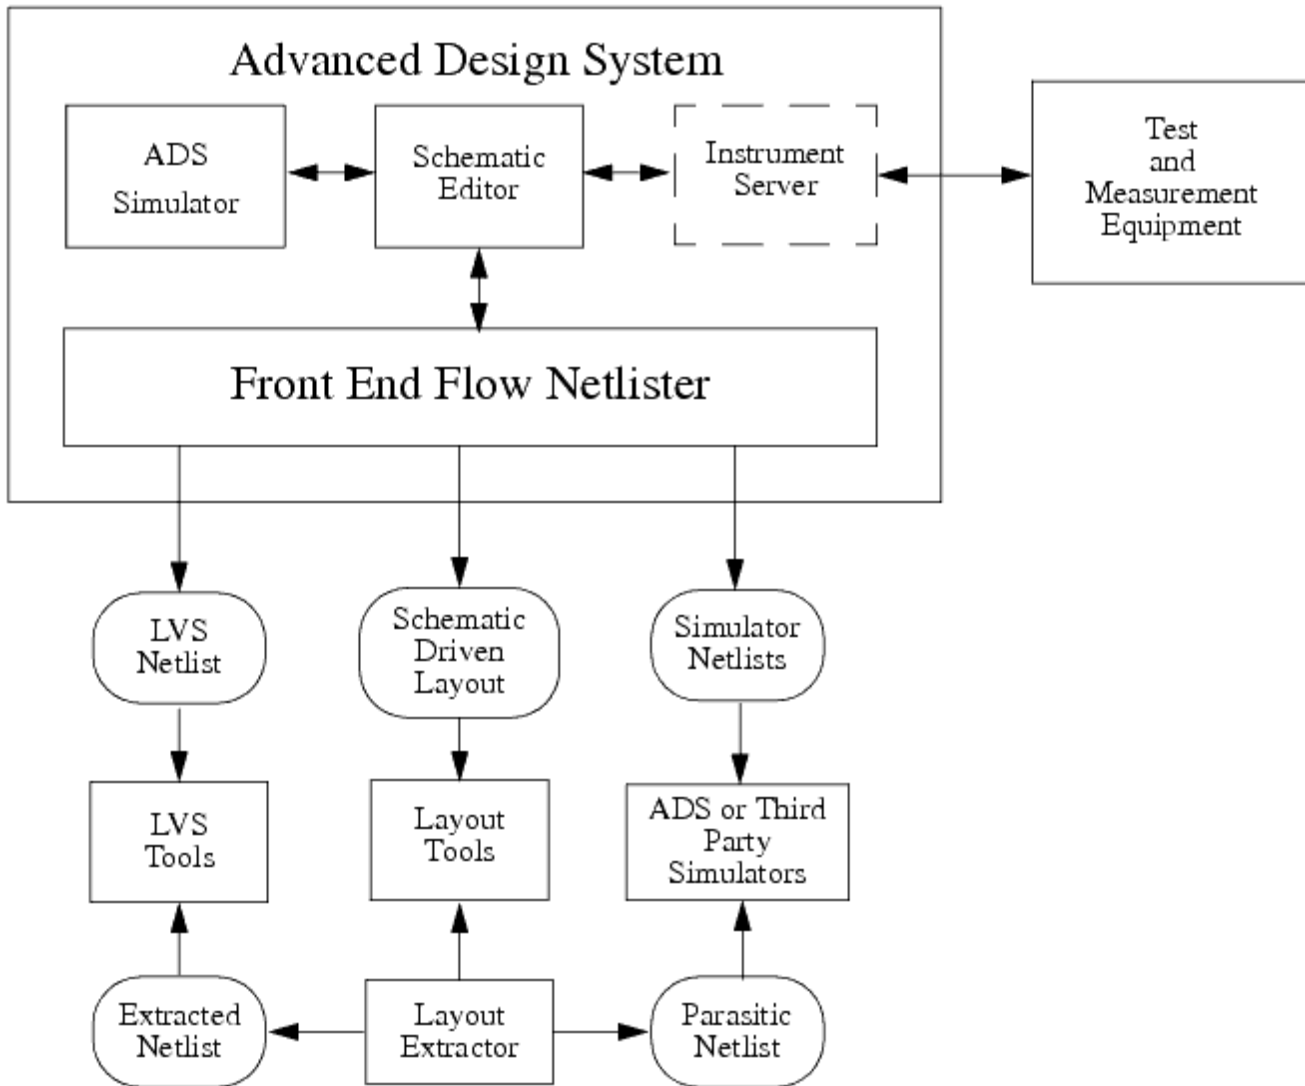 Advanced Design System
ADS
Simulator
Schematic
Editor
Instrument
Server
Test
and
Measurement
Equipment
Front End Flow Netlister
LVS
Netlist
Schematic
Driven
Layout
Simulator
Netlists
LVS
Tools
Layout
Tools
ADS or Third
Party
Simulators
Extracted
Netlist
Layout
Extractor
Parasitic
Netlist